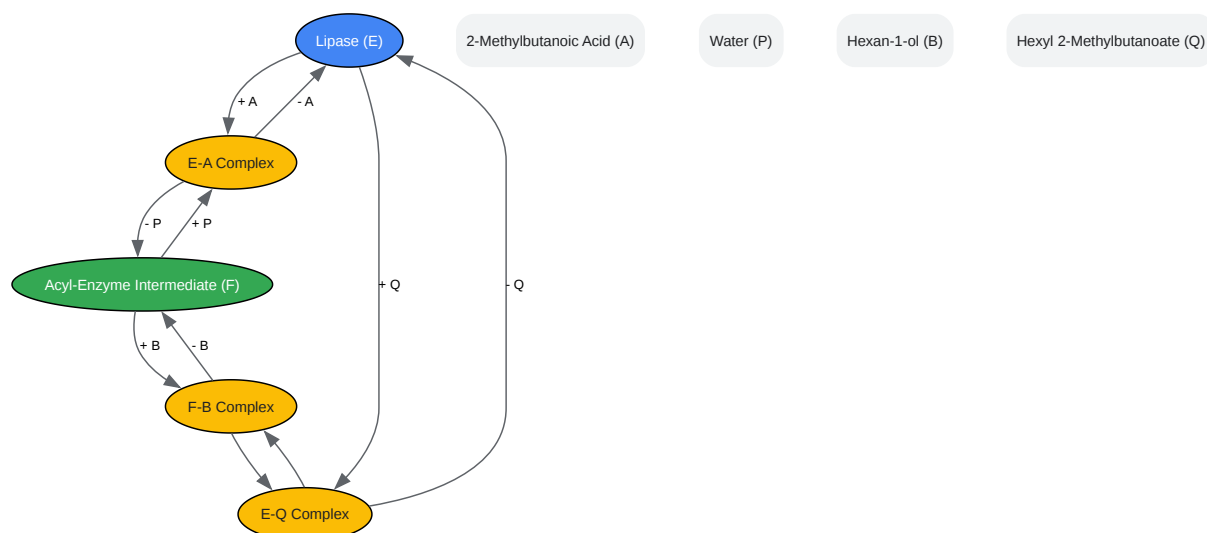 Lipase (E)
2-Methylbutanoic Acid (A)
Water (P)
Hexan-1-ol (B)
Hexyl 2-Methylbutanoate (Q)
+ A
- A
E-A Complex
- P
+ P
Acyl-Enzyme Intermediate (F)
+ Q
- Q
+ B
- B
F-B Complex
E-Q Complex